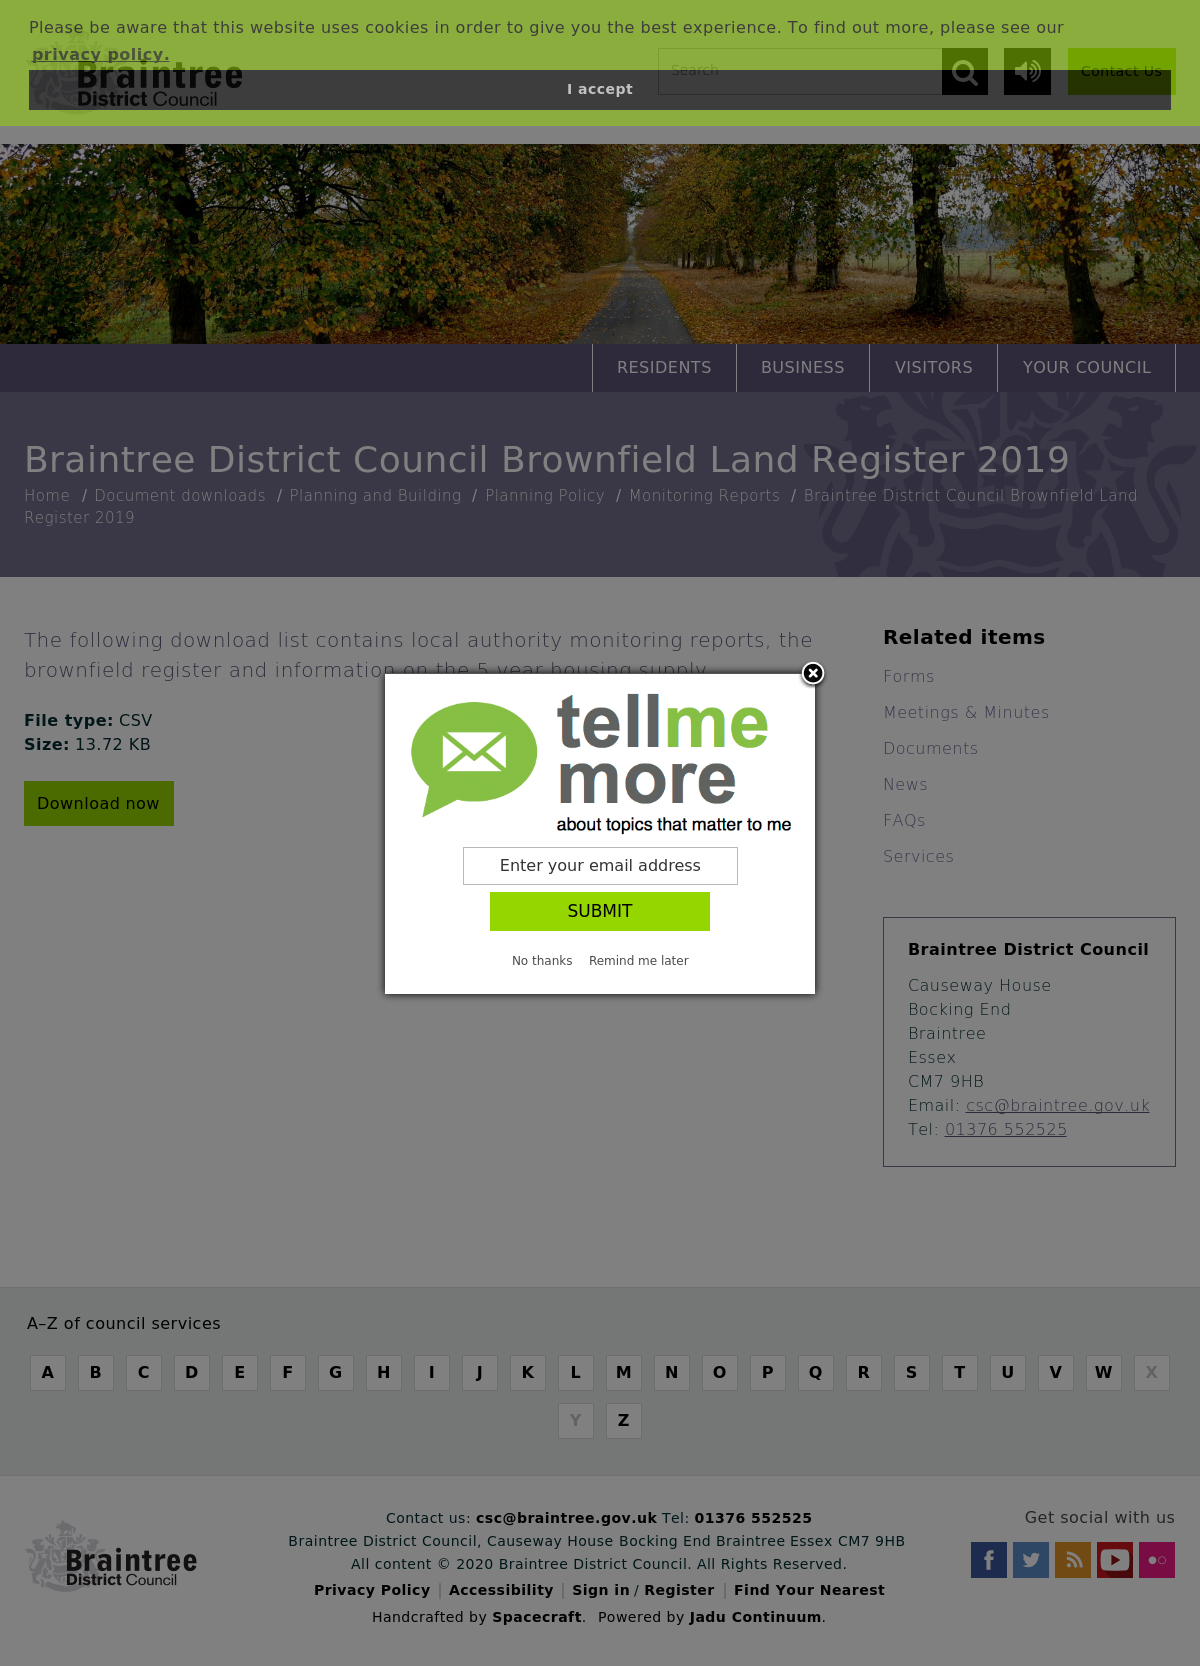 Please be aware that this website uses cookies in order to give you the best experience. To find out more, please see our
privacy policy.
Braintree
District Council
Search
Contact Us
I accept
RESIDENTS
BUSINESS
VISITORS
YOUR COUNCIL
Braintree District Council Brownfield Land Register 2019
Home / Document downloads / Planning and Building / Planning Policy / Monitoring Reports / Braintree District Council Brownfield Land
Register 2019
The following download list contains local authority monitoring reports, the
brownfield register and information on the 5 year housing supply.
File type: CSV
Size: 13.72 KB
Download now
tellme
more
about topics that matter to me
Enter your email address
SUBMIT
No thanks Remind me later
Related items
Forms
Meetings & Minutes
Documents
News
FAQs
Services
Braintree District Council
Causeway House
Bocking End
Braintree
Essex
CM7 9HB
Email: csc@braintree.gov.uk
Tel: 01376 552525
A–Z of council services
A B C D E F G H I J K L M N O P Q R S T U V W X
Y Z
Braintree
District Council
Contact us: csc@braintree.gov.uk Tel: 01376 552525
Braintree District Council, Causeway House Bocking End Braintree Essex CM7 9HB
All content © 2020 Braintree District Council. All Rights Reserved.
Privacy Policy | Accessibility | Sign in / Register | Find Your Nearest
Handcrafted by Spacecraft. Powered by Jadu Continuum.
Get social with us